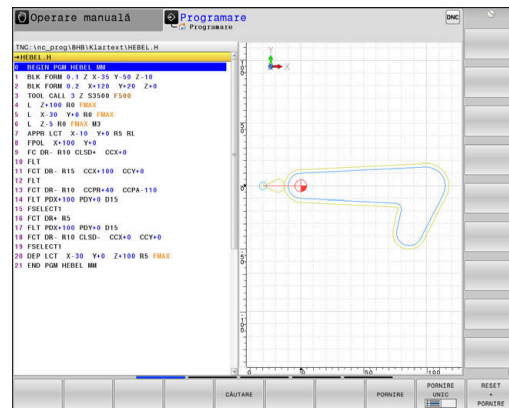 Operare manuală
Programare
Programare
DNC
TNC:\nc_prog\BHB\Klartext\HEBEL.H
→HEBEL.H
0 BEGIN PGM HEBEL MM
1 BLK FORM 0.1 Z X-35 Y-50 Z-10
2 BLK FORM 0.2 X+120 Y+20 Z+0
3 TOOL CALL 3 Z S3500 F500
4 L Z+100 R0 FMAX
5 L X-30 Y+0 R0 FMAX
6 L Z-5 R0 FMAX M3
7 APPR LCT X-10 Y+0 R5 RL
8 FPOL X+100 Y+0
9 FC DR- R10 CLSD+ CCX+0
10 FLT
11 FCT DR- R15 CCX+100 CCY+0
12 FLT
13 FCT DR- R10 CCPR+40 CCPA-110
14 FLT PDX+100 PDY+0 D15
15 FSELECT1
16 FCT DR+ R5
17 FLT PDX+100 PDY+0 D15
18 FCT DR- R10 CLSD- CCX+0 CCY+0
19 FSELECT1
20 DEP LCT X-30 Y+0 Z+100 R5 FMAX
21 END PGM HEBEL MM
Y
X
0
50
100
CĂUTARE
PORNIRE
PORNIRE
UNIC
RESET
+
PORNIRE